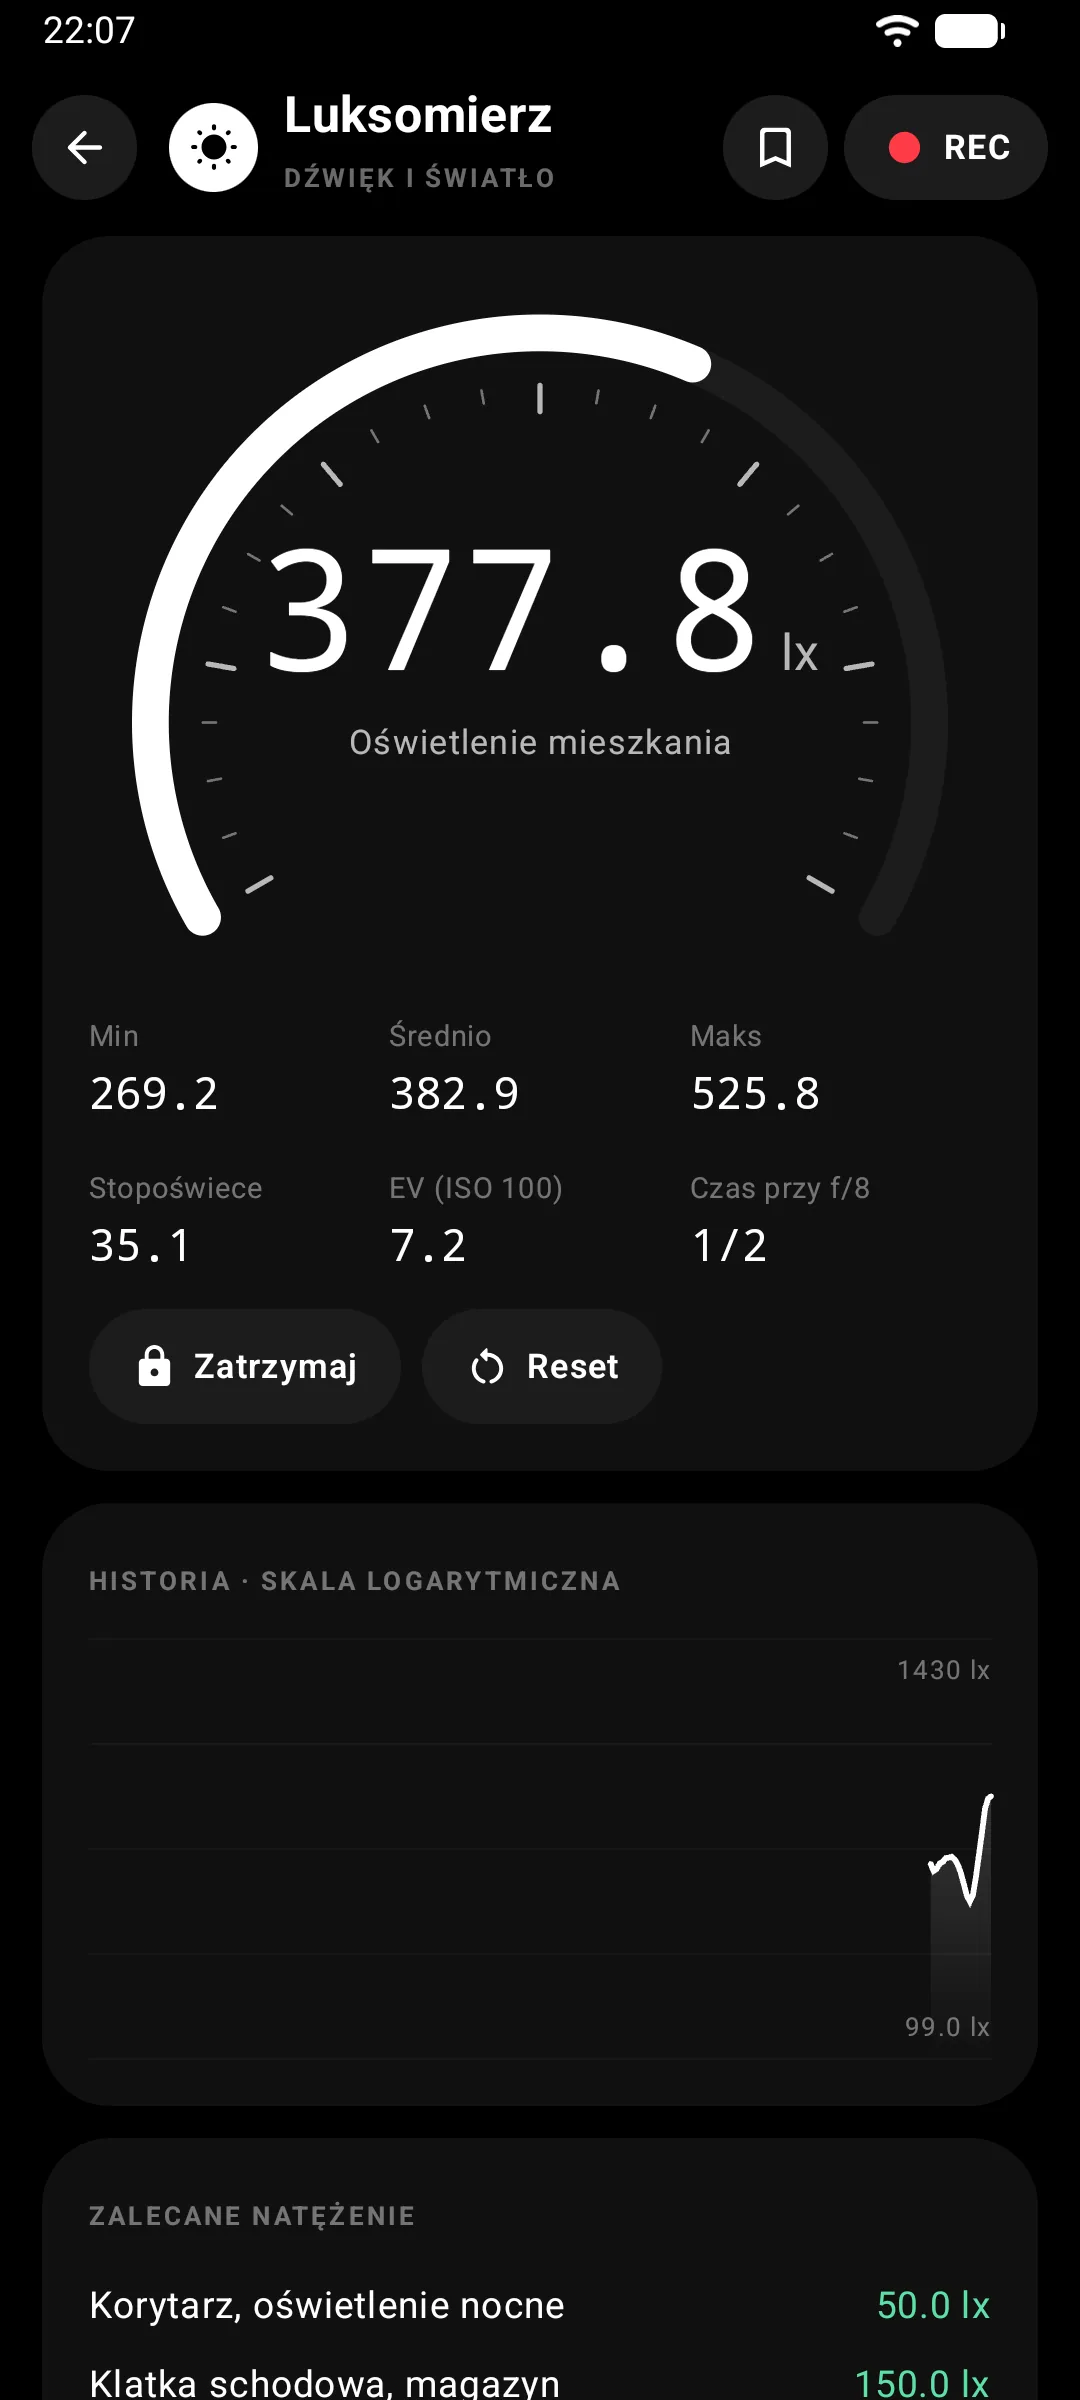 22:07
Luksomierz
DŹWIĘK I ŚWIATŁO
REC
377.8 lx
Oświetlenie mieszkania
Min Średnio Maks
269.2 382.9 525.8
Stopoświece EV (ISO 100) Czas przy f/8
35.1 7.2 1/2
Zatrzymaj Reset
HISTORIA · SKALA LOGARYTMICZNA
1430 lx
99.0 lx
ZALECANE NATĘŻENIE
Korytarz, oświetlenie nocne 50.0 lx
Klatka schodowa, magazyn 150.0 lx